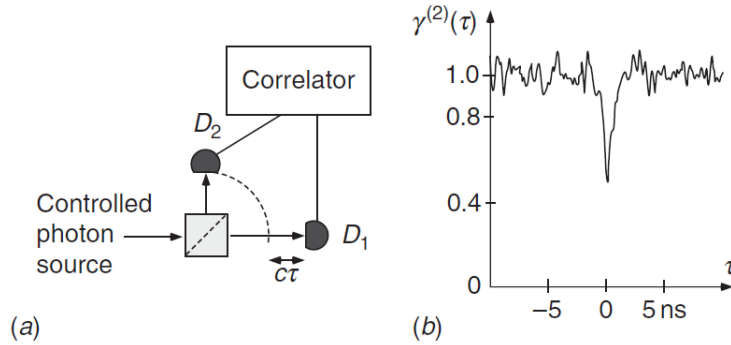 Correlator
D₂
Controlled
photon
source
D₁
cτ
(a)
γ⁽²⁾(τ)
1.0
0.8
0.4
0
−5 0 5 ns
τ
(b)